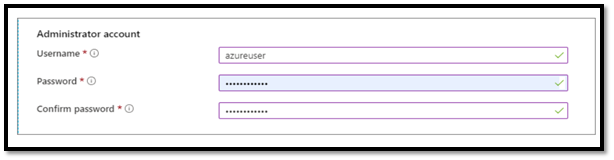 Administrator account
Username * azureuser
Password * ••••••••••••
Confirm password * ••••••••••••